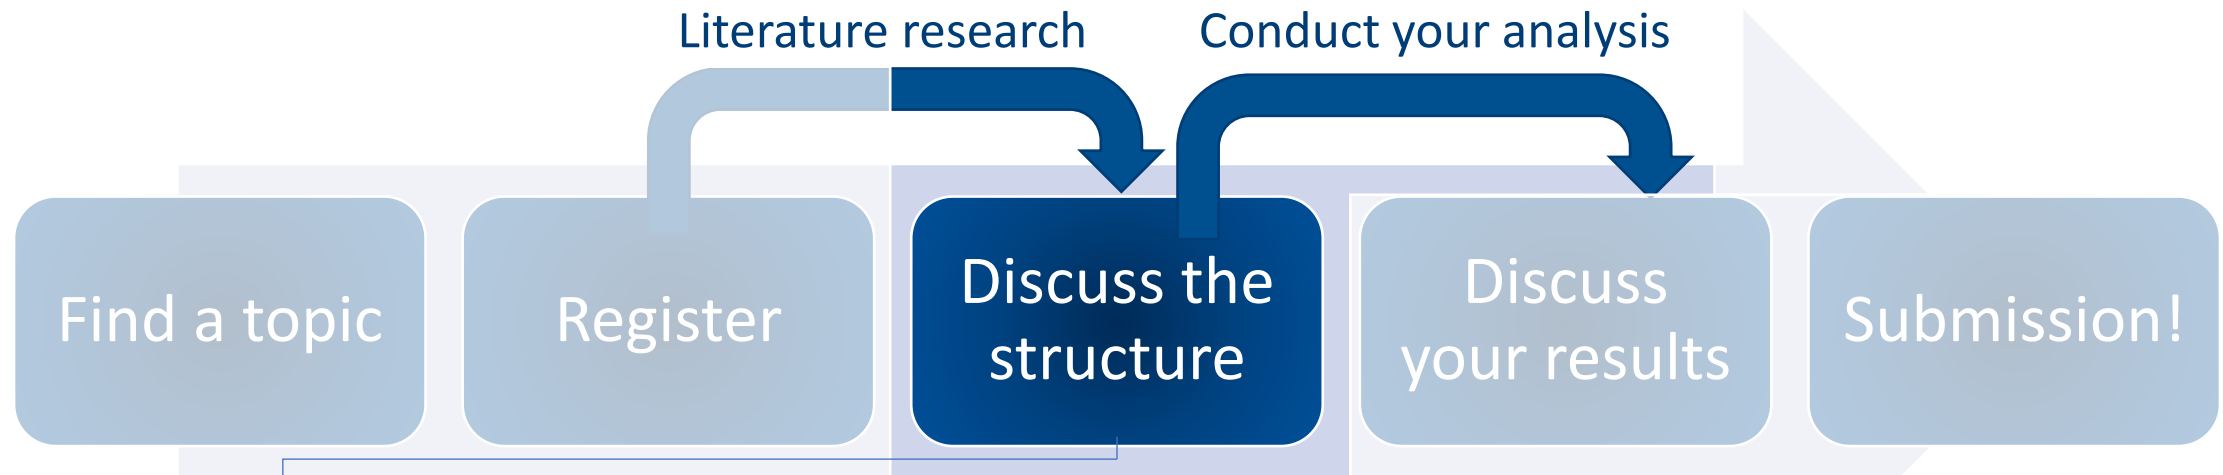 Literature research
Conduct your analysis
Find a topic
Register
Discuss the
structure
Discuss
your results
Submission!